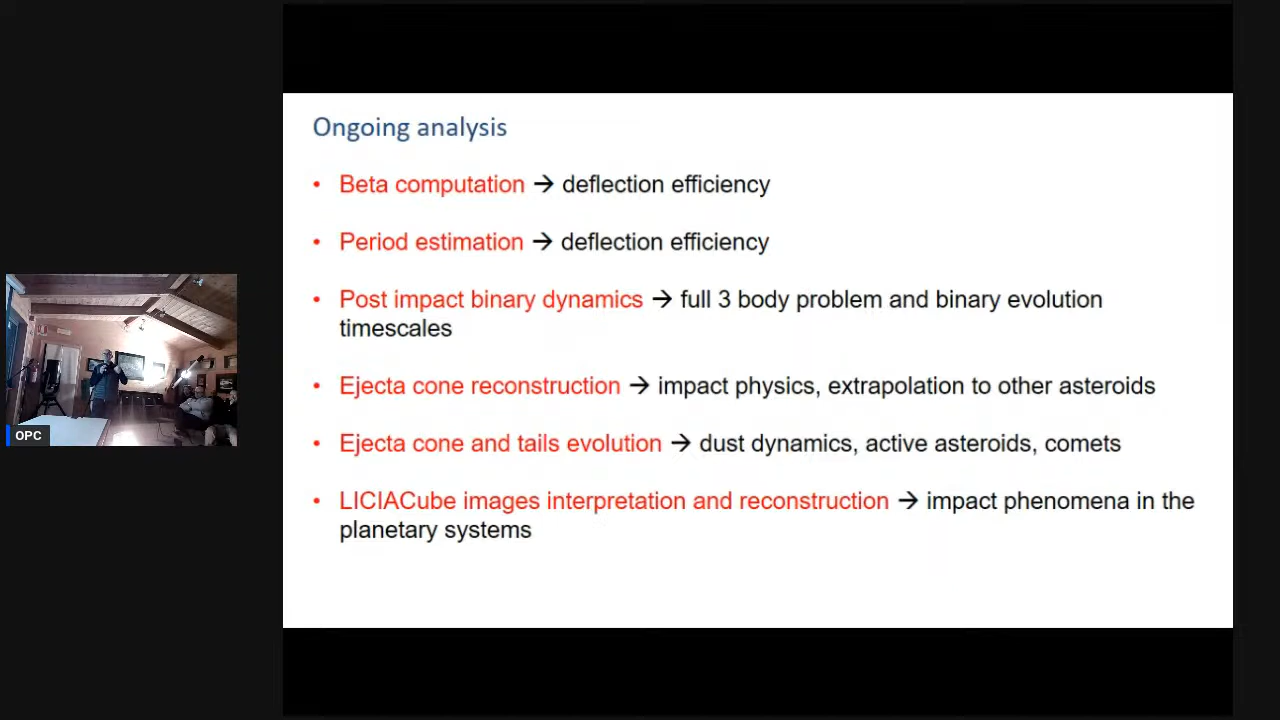 Ongoing analysis
• Beta computation → deflection efficiency
• Period estimation → deflection efficiency
• Post impact binary dynamics → full 3 body problem and binary evolution
timescales
• Ejecta cone reconstruction → impact physics, extrapolation to other asteroids
• Ejecta cone and tails evolution → dust dynamics, active asteroids, comets
• LICIACube images interpretation and reconstruction → impact phenomena in the
planetary systems
OPC